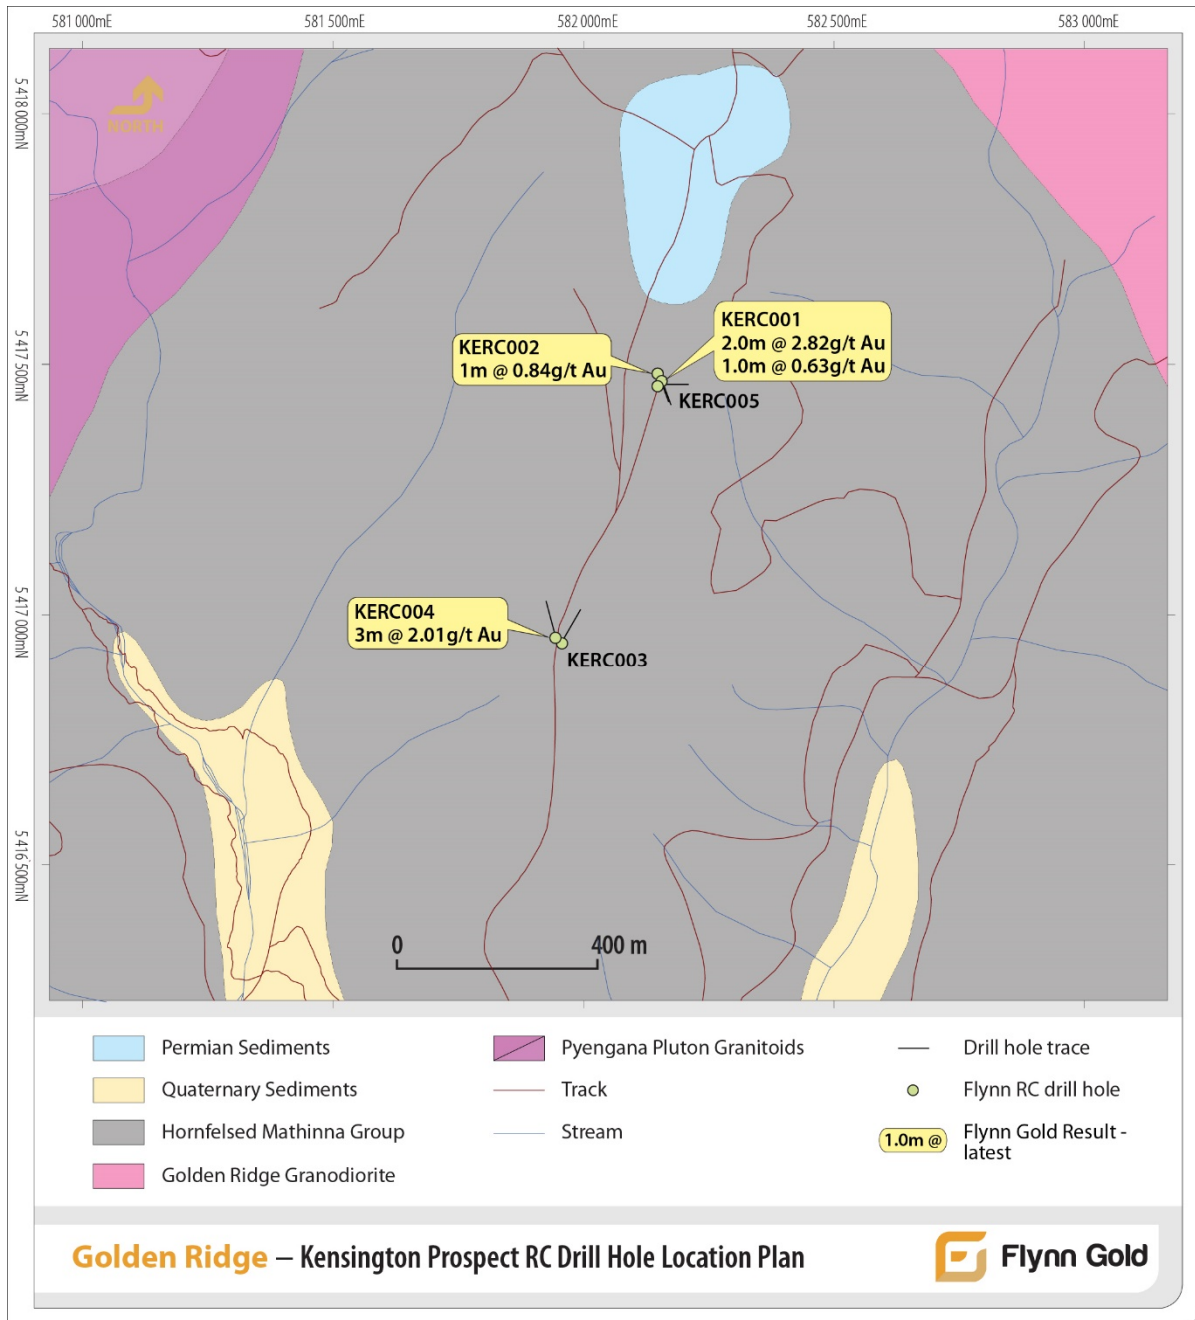 581 000mE
581 500mE
582 000mE
582 500mE
583 000mE
5 418 000mN
5 417 500mN
5 417 000mN
5 416 500mN
NORTH
KERC001
2.0m @ 2.82g/t Au
1.0m @ 0.63g/t Au
KERC002
1m @ 0.84g/t Au
KERC005
KERC004
3m @ 2.01g/t Au
KERC003
0
400 m
Permian Sediments
Quaternary Sediments
Hornfelsed Mathinna Group
Golden Ridge Granodiorite
Pyengana Pluton Granitoids
Track
Stream
Drill hole trace
Flynn RC drill hole
1.0m @
Flynn Gold Result -
latest
Golden Ridge – Kensington Prospect RC Drill Hole Location Plan
Flynn Gold